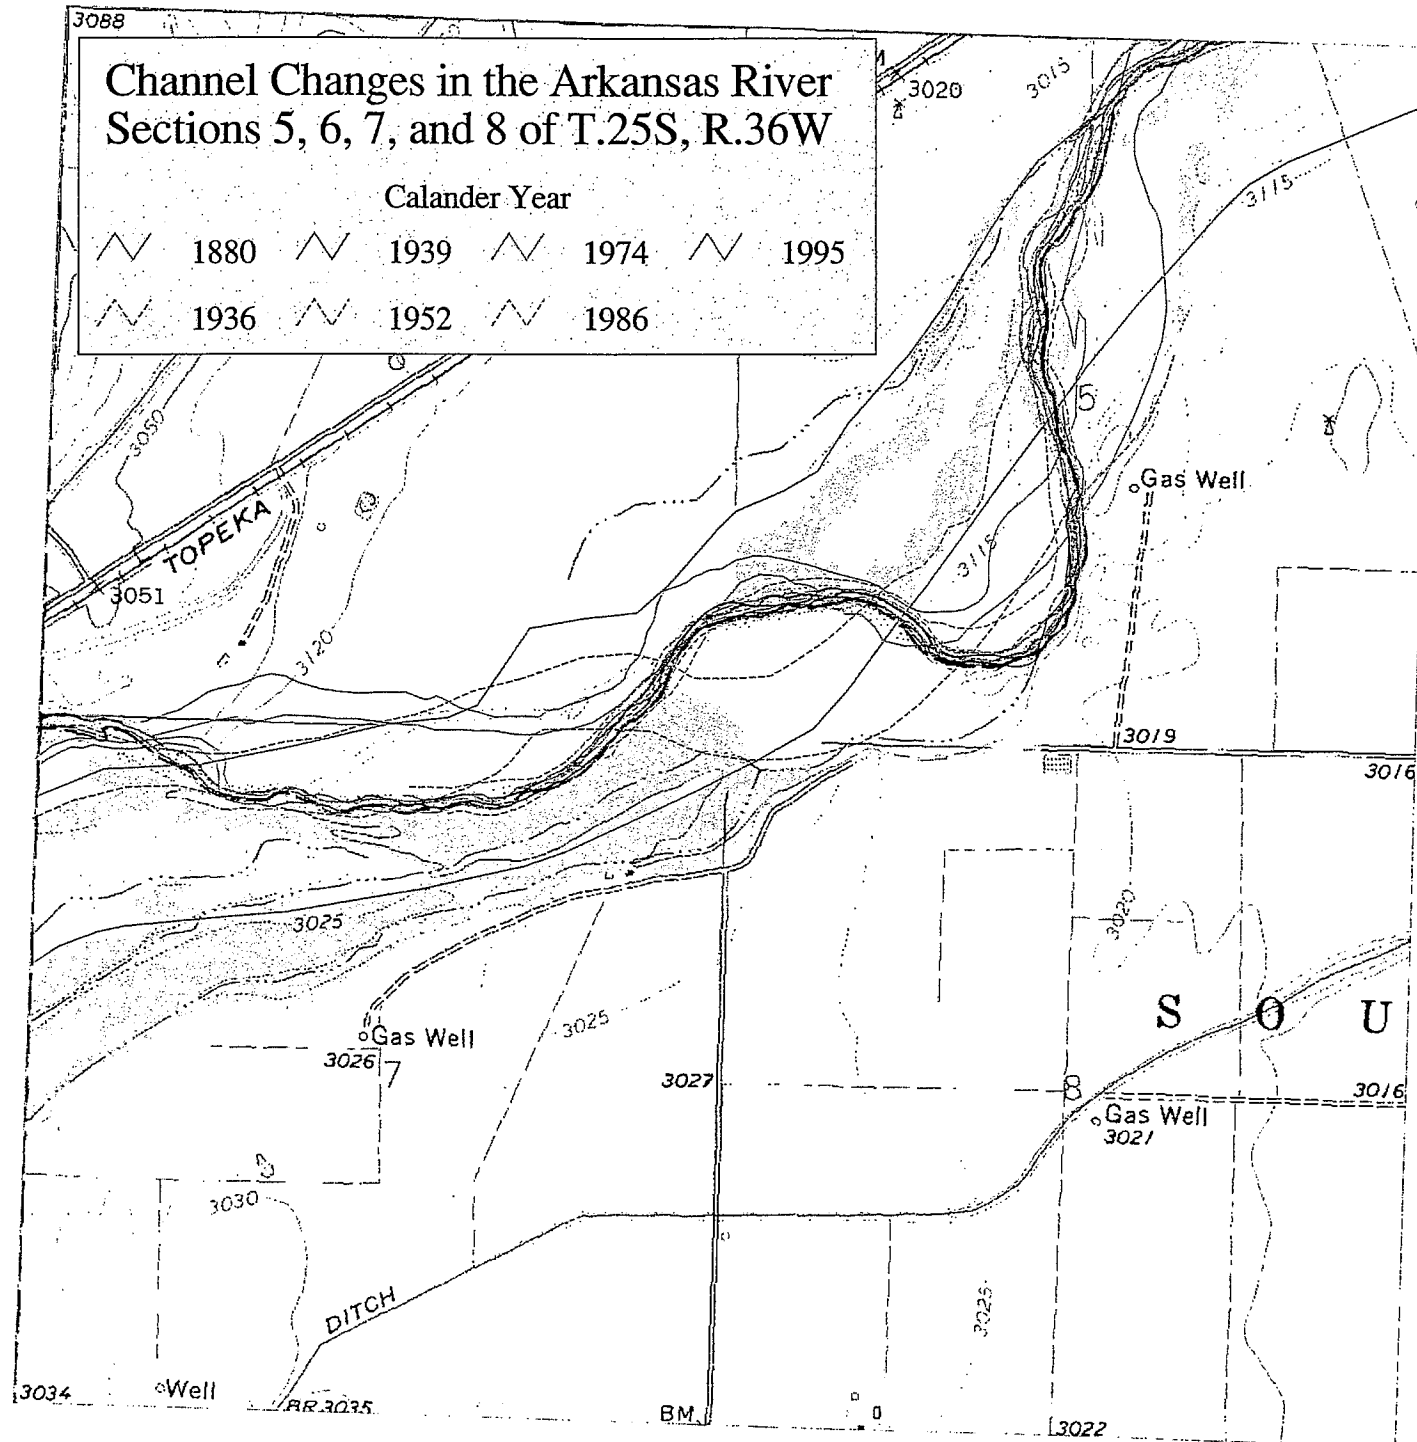 3088
Channel Changes in the Arkansas River
Sections 5, 6, 7, and 8 of T.25S, R.36W
Calander Year
1880 1939 1974 1995
1936 1952 1986
3020
3015
3115
3050
5
Gas Well
TOPEKA
3115
3051
3120
3019
3016
3025
3020
S O U
3025
Gas Well
3026
7
3027
8
3016
Gas Well
3021
3030
DITCH
3025
3034
Well
BR 3035
BM
3022